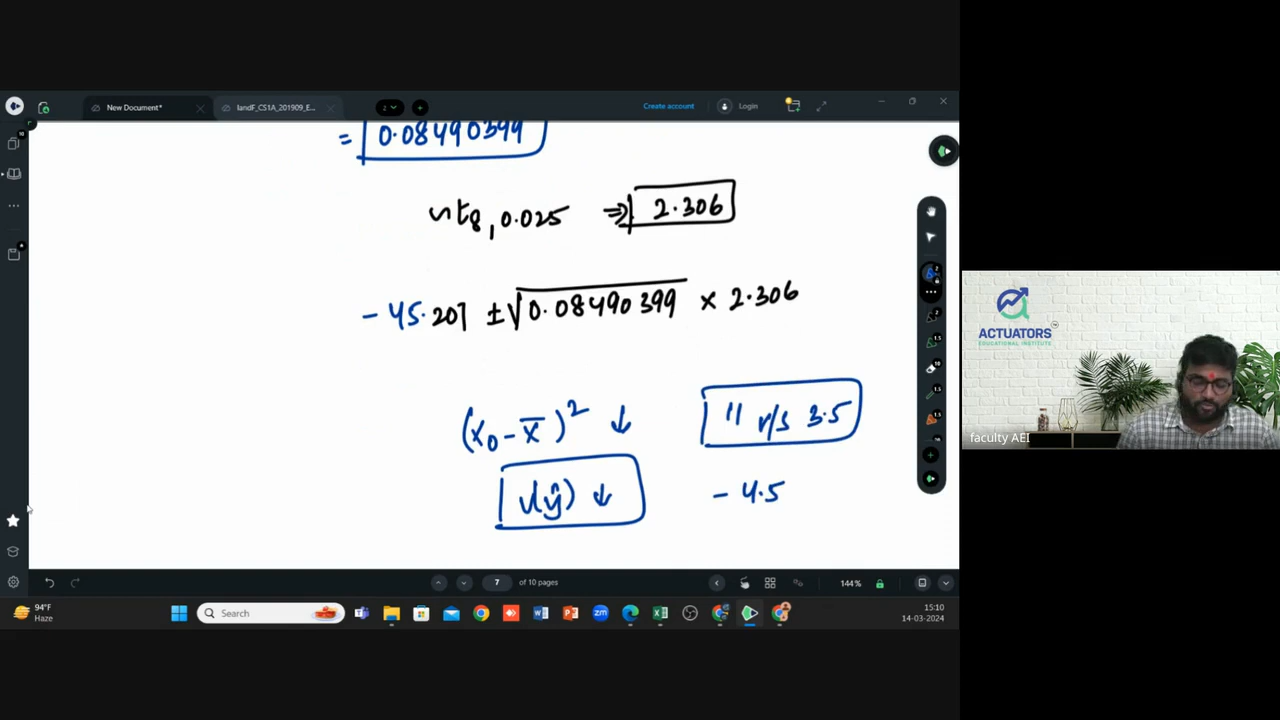 New Document*
IandF_CS1A_201909_E...
2
Create account
Login
= 0.08490399
~t8, 0.025 ⇒ 2.306
-45.207 ± √0.08490399 × 2.306
(x0 - x̅)² ↓
11 r/s 3.5
v(ŷ) ↓
- 4.5
ACTUATORS
EDUCATIONAL INSTITUTE
faculty AEI
7 of 10 pages
144%
94°F
Haze
Search
15:10
14-03-2024